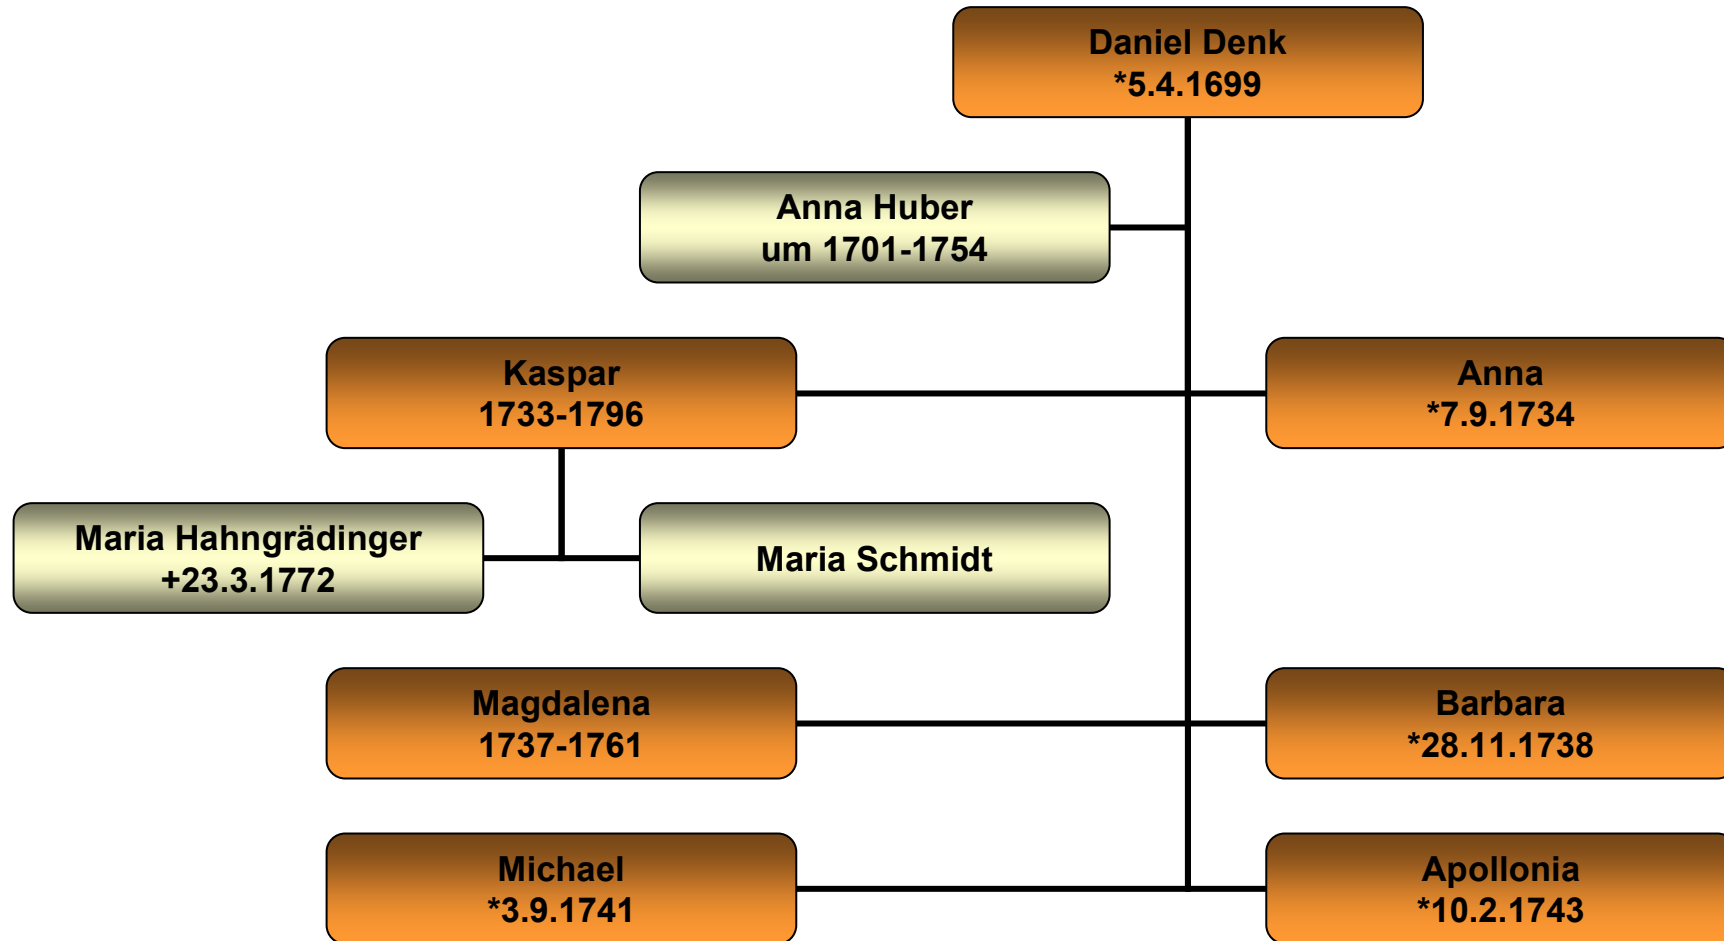 Daniel Denk
*5.4.1699
Anna Huber
um 1701-1754
Kaspar
1733-1796
Anna
*7.9.1734
Maria Hahngrädinger
+23.3.1772
Maria Schmidt
Magdalena
1737-1761
Barbara
*28.11.1738
Michael
*3.9.1741
Apollonia
*10.2.1743